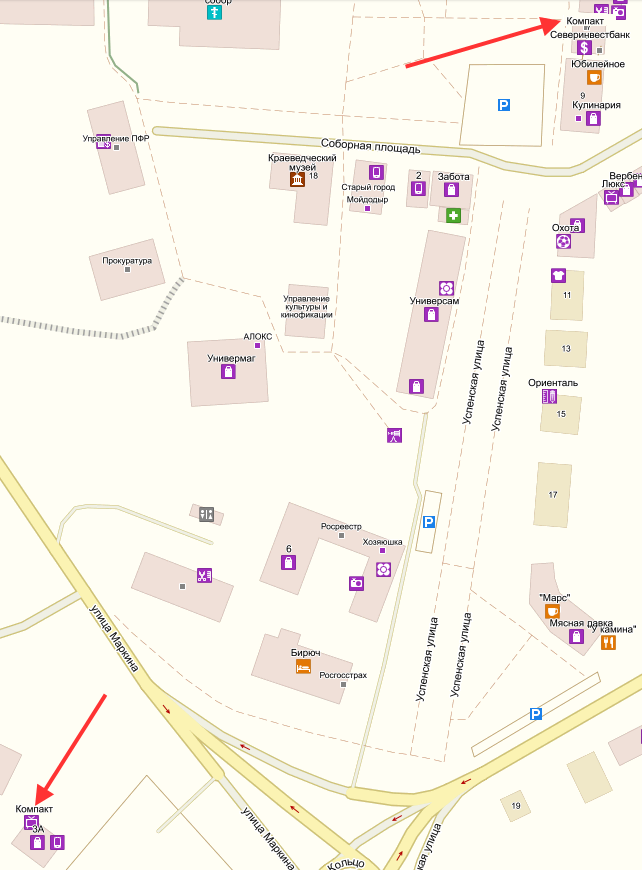 собор
Компакт
Северинвестбанк
$
Юбилейное
9
Кулинария
P
Управление ПФР
Соборная площадь
Краеведческий
музей
18
Старый город
Мойдодыр
2
Забота
Вербен
Люкс
Охота
Прокуратура
Управление
культуры и
кинофикации
Универсам
11
АЛОКС
Универмаг
13
Успенская улица
Успенская улица
Ориенталь
15
17
P
Росреестр
Хозяюшка
6
"Марс"
Мясная лавка
У камина"
улица Маркина
Бирюч
Росгосстрах
Успенская улица
Успенская улица
P
Компакт
3А
19
улица Маркина
Кольцо
кая улица